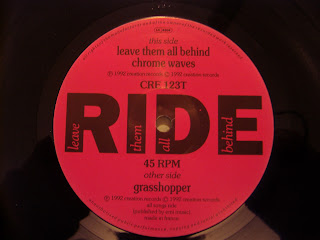 this side
leave them all behind
chrome waves
℗ 1992 creation records © 1992 creation records
CRE 123T
RIDE
leave
them
all
behind
45 RPM
other side
grasshopper
℗ 1992 creation records © 1992 creation records
all songs ride
made in france